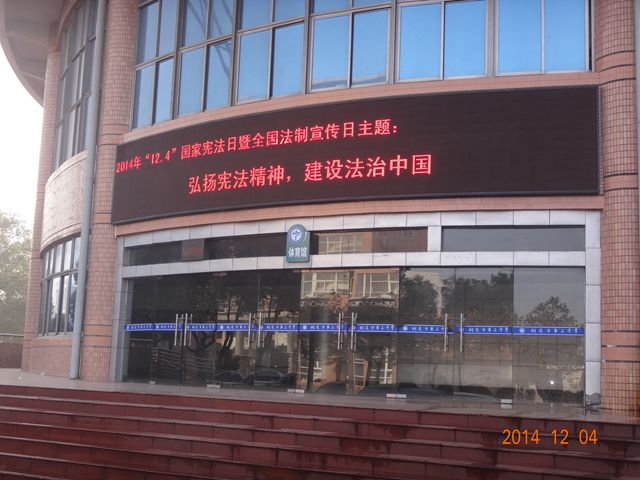 2014年“12.4”国家宪法日暨全国法制宣传日主题：
弘扬宪法精神，建设法治中国
体育馆
2014 12 04